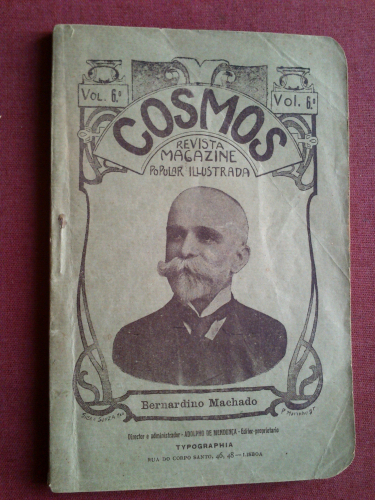 Vol. 6.º
Vol. 6.º
COSMOS
REVISTA
MAGAZINE
POPULAR ILLUSTRADA
Bernardino Machado
Director e administrador - ADOLPHO DE MENDONÇA - Editor-proprietario
TYPOGRAPHIA
RUA DO CORPO SANTO, 46, 48 — LISBOA